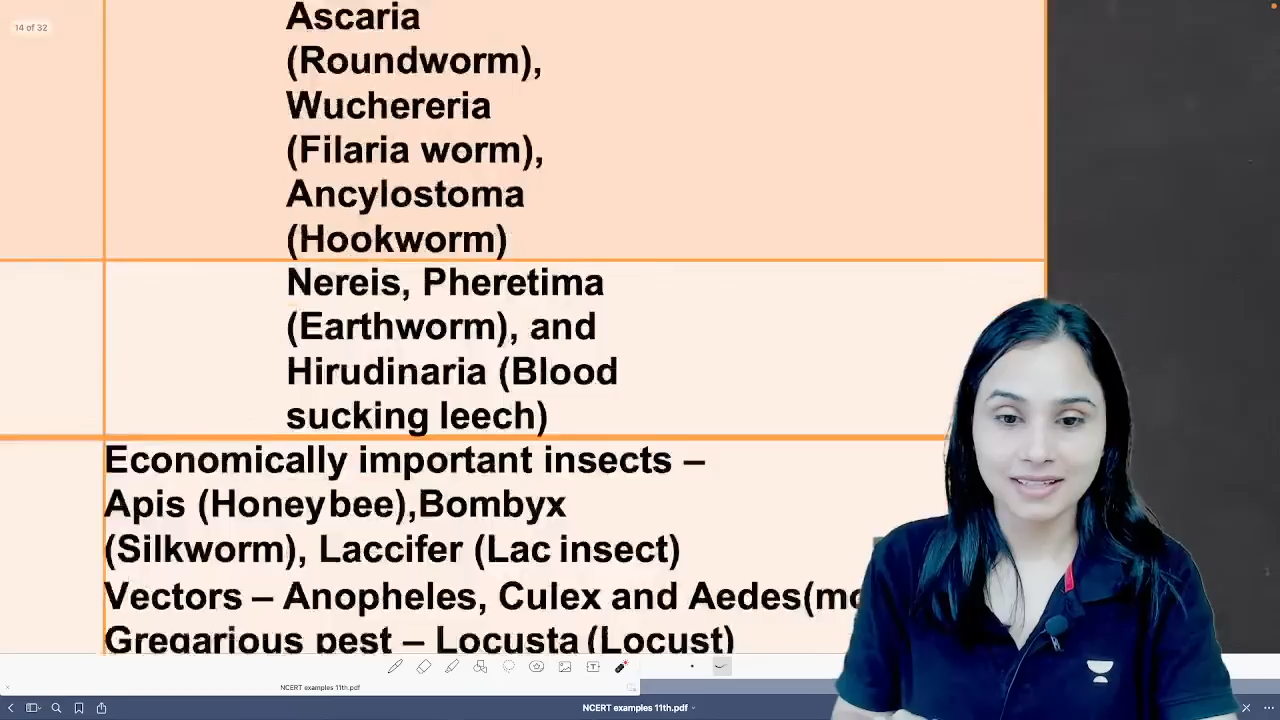 14 of 32
Ascaria
(Roundworm),
Wuchereria
(Filaria worm),
Ancylostoma
(Hookworm)
Nereis, Pheretima
(Earthworm), and
Hirudinaria (Blood
sucking leech)
Economically important insects –
Apis (Honeybee),Bombyx
(Silkworm), Laccifer (Lac insect)
Vectors – Anopheles, Culex and Aedes(mo
Gregarious pest – Locusta (Locust)
NCERT examples 11th.pdf
NCERT examples 11th.pdf